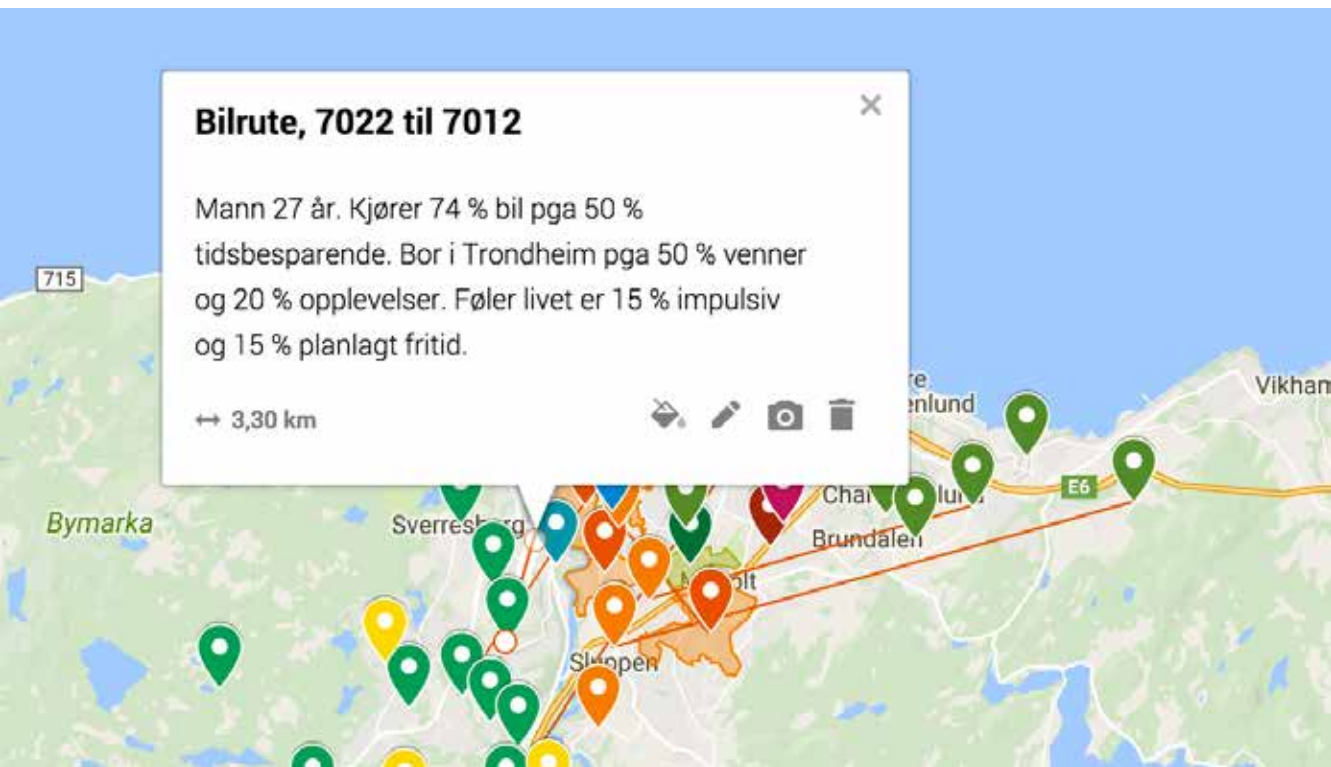 Bilrute, 7022 til 7012
Mann 27 år. Kjører 74 % bil pga 50 %
tidsbesparende. Bor i Trondheim pga 50 % venner
og 20 % opplevelser. Føler livet er 15 % impulsiv
og 15 % planlagt fritid.
3,30 km
715
Vikham
E6
Bymarka
Sverresborg
Brundalen
Sluppen